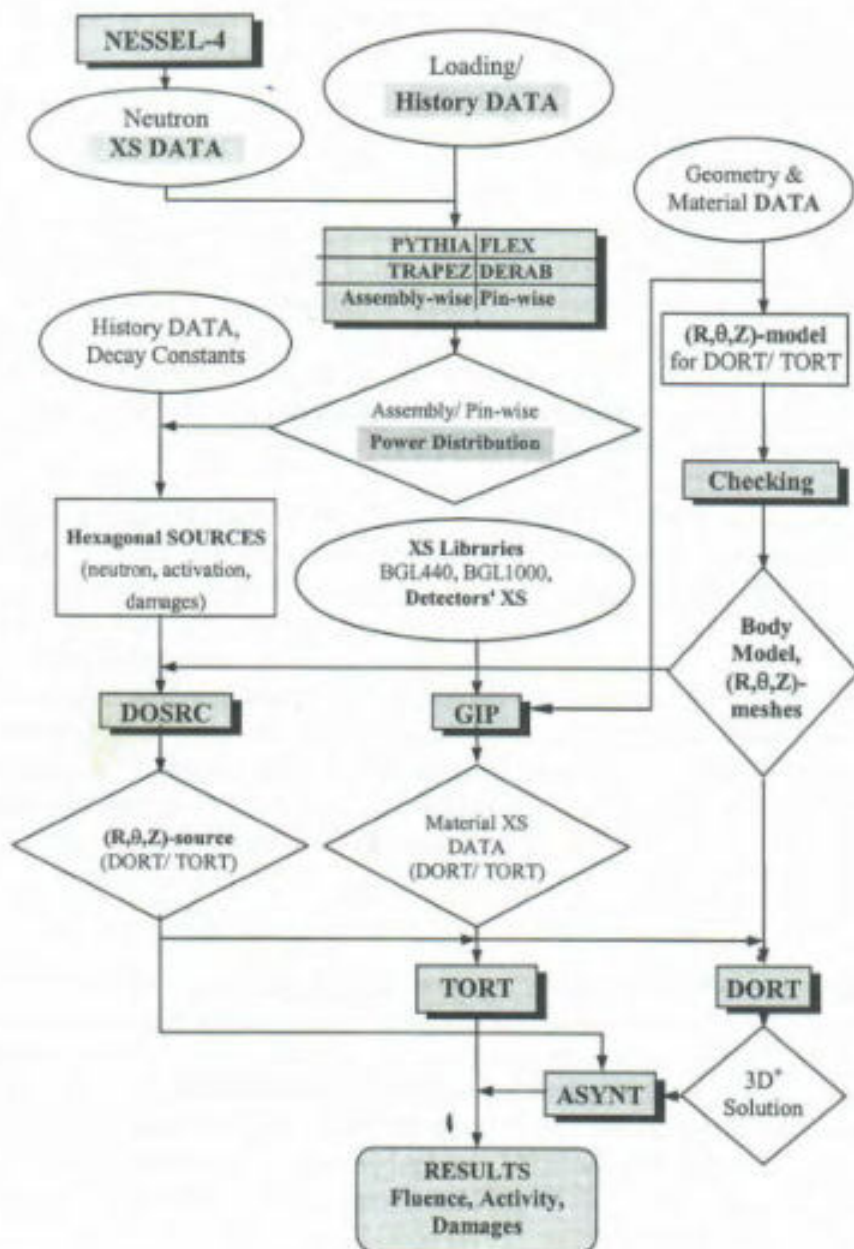 NESSEL-4
Loading/
History DATA
Neutron
XS DATA
Geometry &
Material DATA
PYTHIA FLEX
TRAPEZ DERAB
Assembly-wise Pin-wise
History DATA,
Decay Constants
(R,θ,Z)-model
for DORT/ TORT
Assembly/ Pin-wise
Power Distribution
Checking
Hexagonal SOURCES
(neutron, activation,
damages)
XS Libraries
BGL440, BGL1000,
Detectors' XS
Body
Model,
(R,θ,Z)-
meshes
DOSRC
GIP
(R,θ,Z)-source
(DORT/ TORT)
Material XS
DATA
(DORT/ TORT)
TORT
DORT
ASYNT
3D*
Solution
RESULTS
Fluence, Activity,
Damages